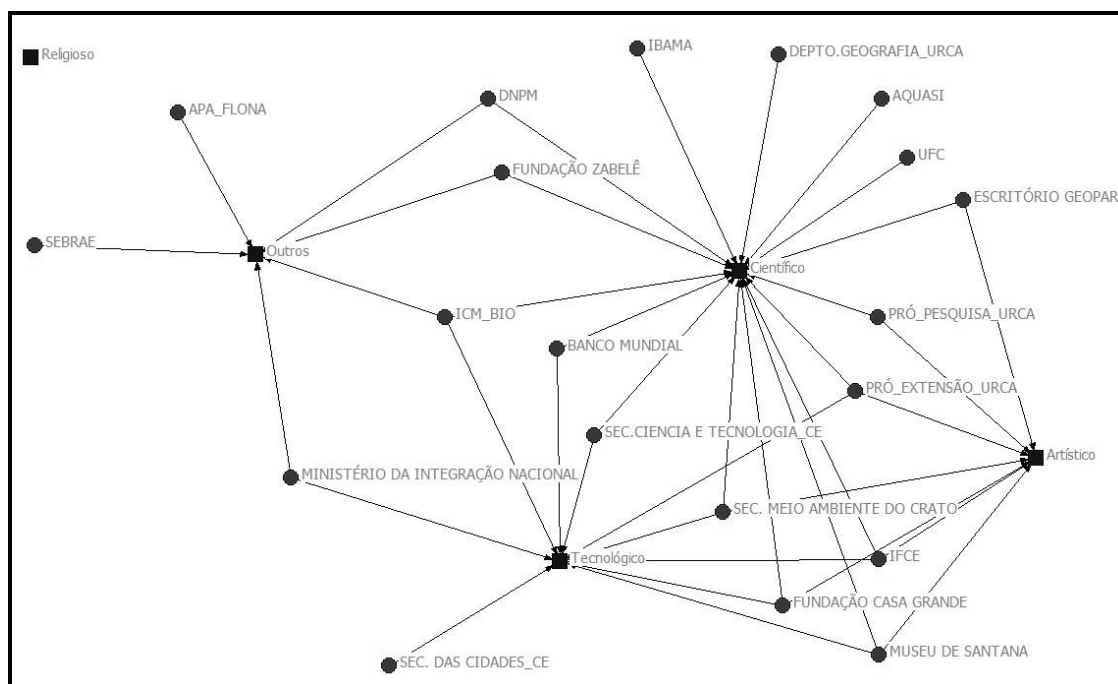 IBAMA
DEPTO.GEOGRAFIA_URCA
Religioso
DNPM
AQUASI
APA_FLONA
UFC
FUNDAÇÃO ZABELÊ
ESCRITÓRIO GEOPAR
SEBRAE
Outros
Científico
ICM_BIO
PRÓ_PESQUISA_URCA
BANCO MUNDIAL
PRÓ_EXTENSÃO_URCA
SEC.CIENCIA E TECNOLOGIA_CE
Artístico
MINISTÉRIO DA INTEGRAÇÃO NACIONAL
SEC. MEIO AMBIENTE DO CRATO
Tecnológico
IFCE
FUNDAÇÃO CASA GRANDE
MUSEU DE SANTANA
SEC. DAS CIDADES_CE